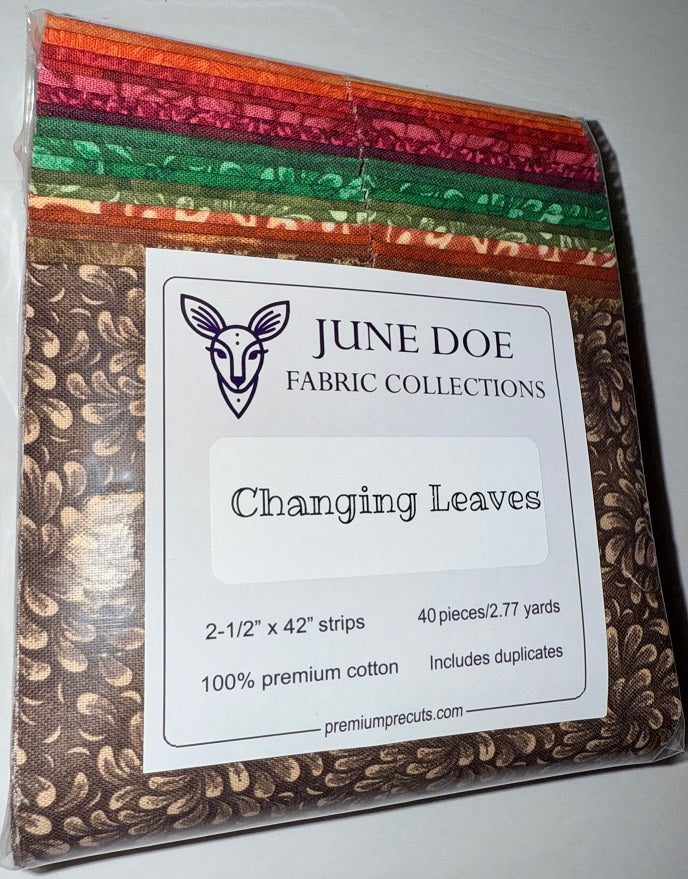 JUNE DOE
FABRIC COLLECTIONS
Changing Leaves
2-1/2” x 42” strips
40 pieces/2.77 yards
100% premium cotton
Includes duplicates
premiumprecuts.com